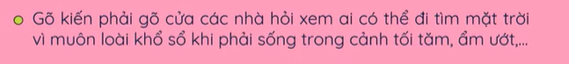 Gõ kiến phải gõ cửa các nhà hỏi xem ai có thể đi tìm mặt trời
vì muôn loài khổ sổ khi phải sống trong cảnh tối tăm, ẩm ướt,...